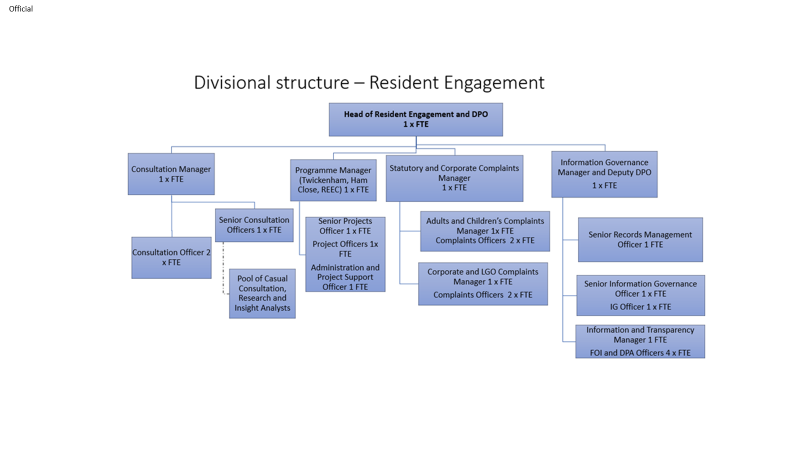 Official
Divisional structure – Resident Engagement
Head of Resident Engagement and DPO
1 x FTE
Consultation Manager
1 x FTE
Senior Consultation
Officers 1 x FTE
Consultation Officer 2
x FTE
Pool of Casual
Consultation,
Research and
Insight Analysts
Programme Manager
(Twickenham, Ham
Close, REEC) 1 x FTE
Senior Projects
Officer 1 x FTE
Project Officers 1x
FTE
Administration and
Project Support
Officer 1 FTE
Statutory and Corporate Complaints
Manager
1 x FTE
Adults and Children’s Complaints
Manager 1x FTE
Complaints Officers 2 x FTE
Corporate and LGO Complaints
Manager 1 x FTE
Complaints Officers 2 x FTE
Information Governance
Manager and Deputy DPO
1 x FTE
Senior Records Management
Officer 1 FTE
Senior Information Governance
Officer 1 x FTE
IG Officer 1 x FTE
Information and Transparency
Manager 1 FTE
FOI and DPA Officers 4 x FTE